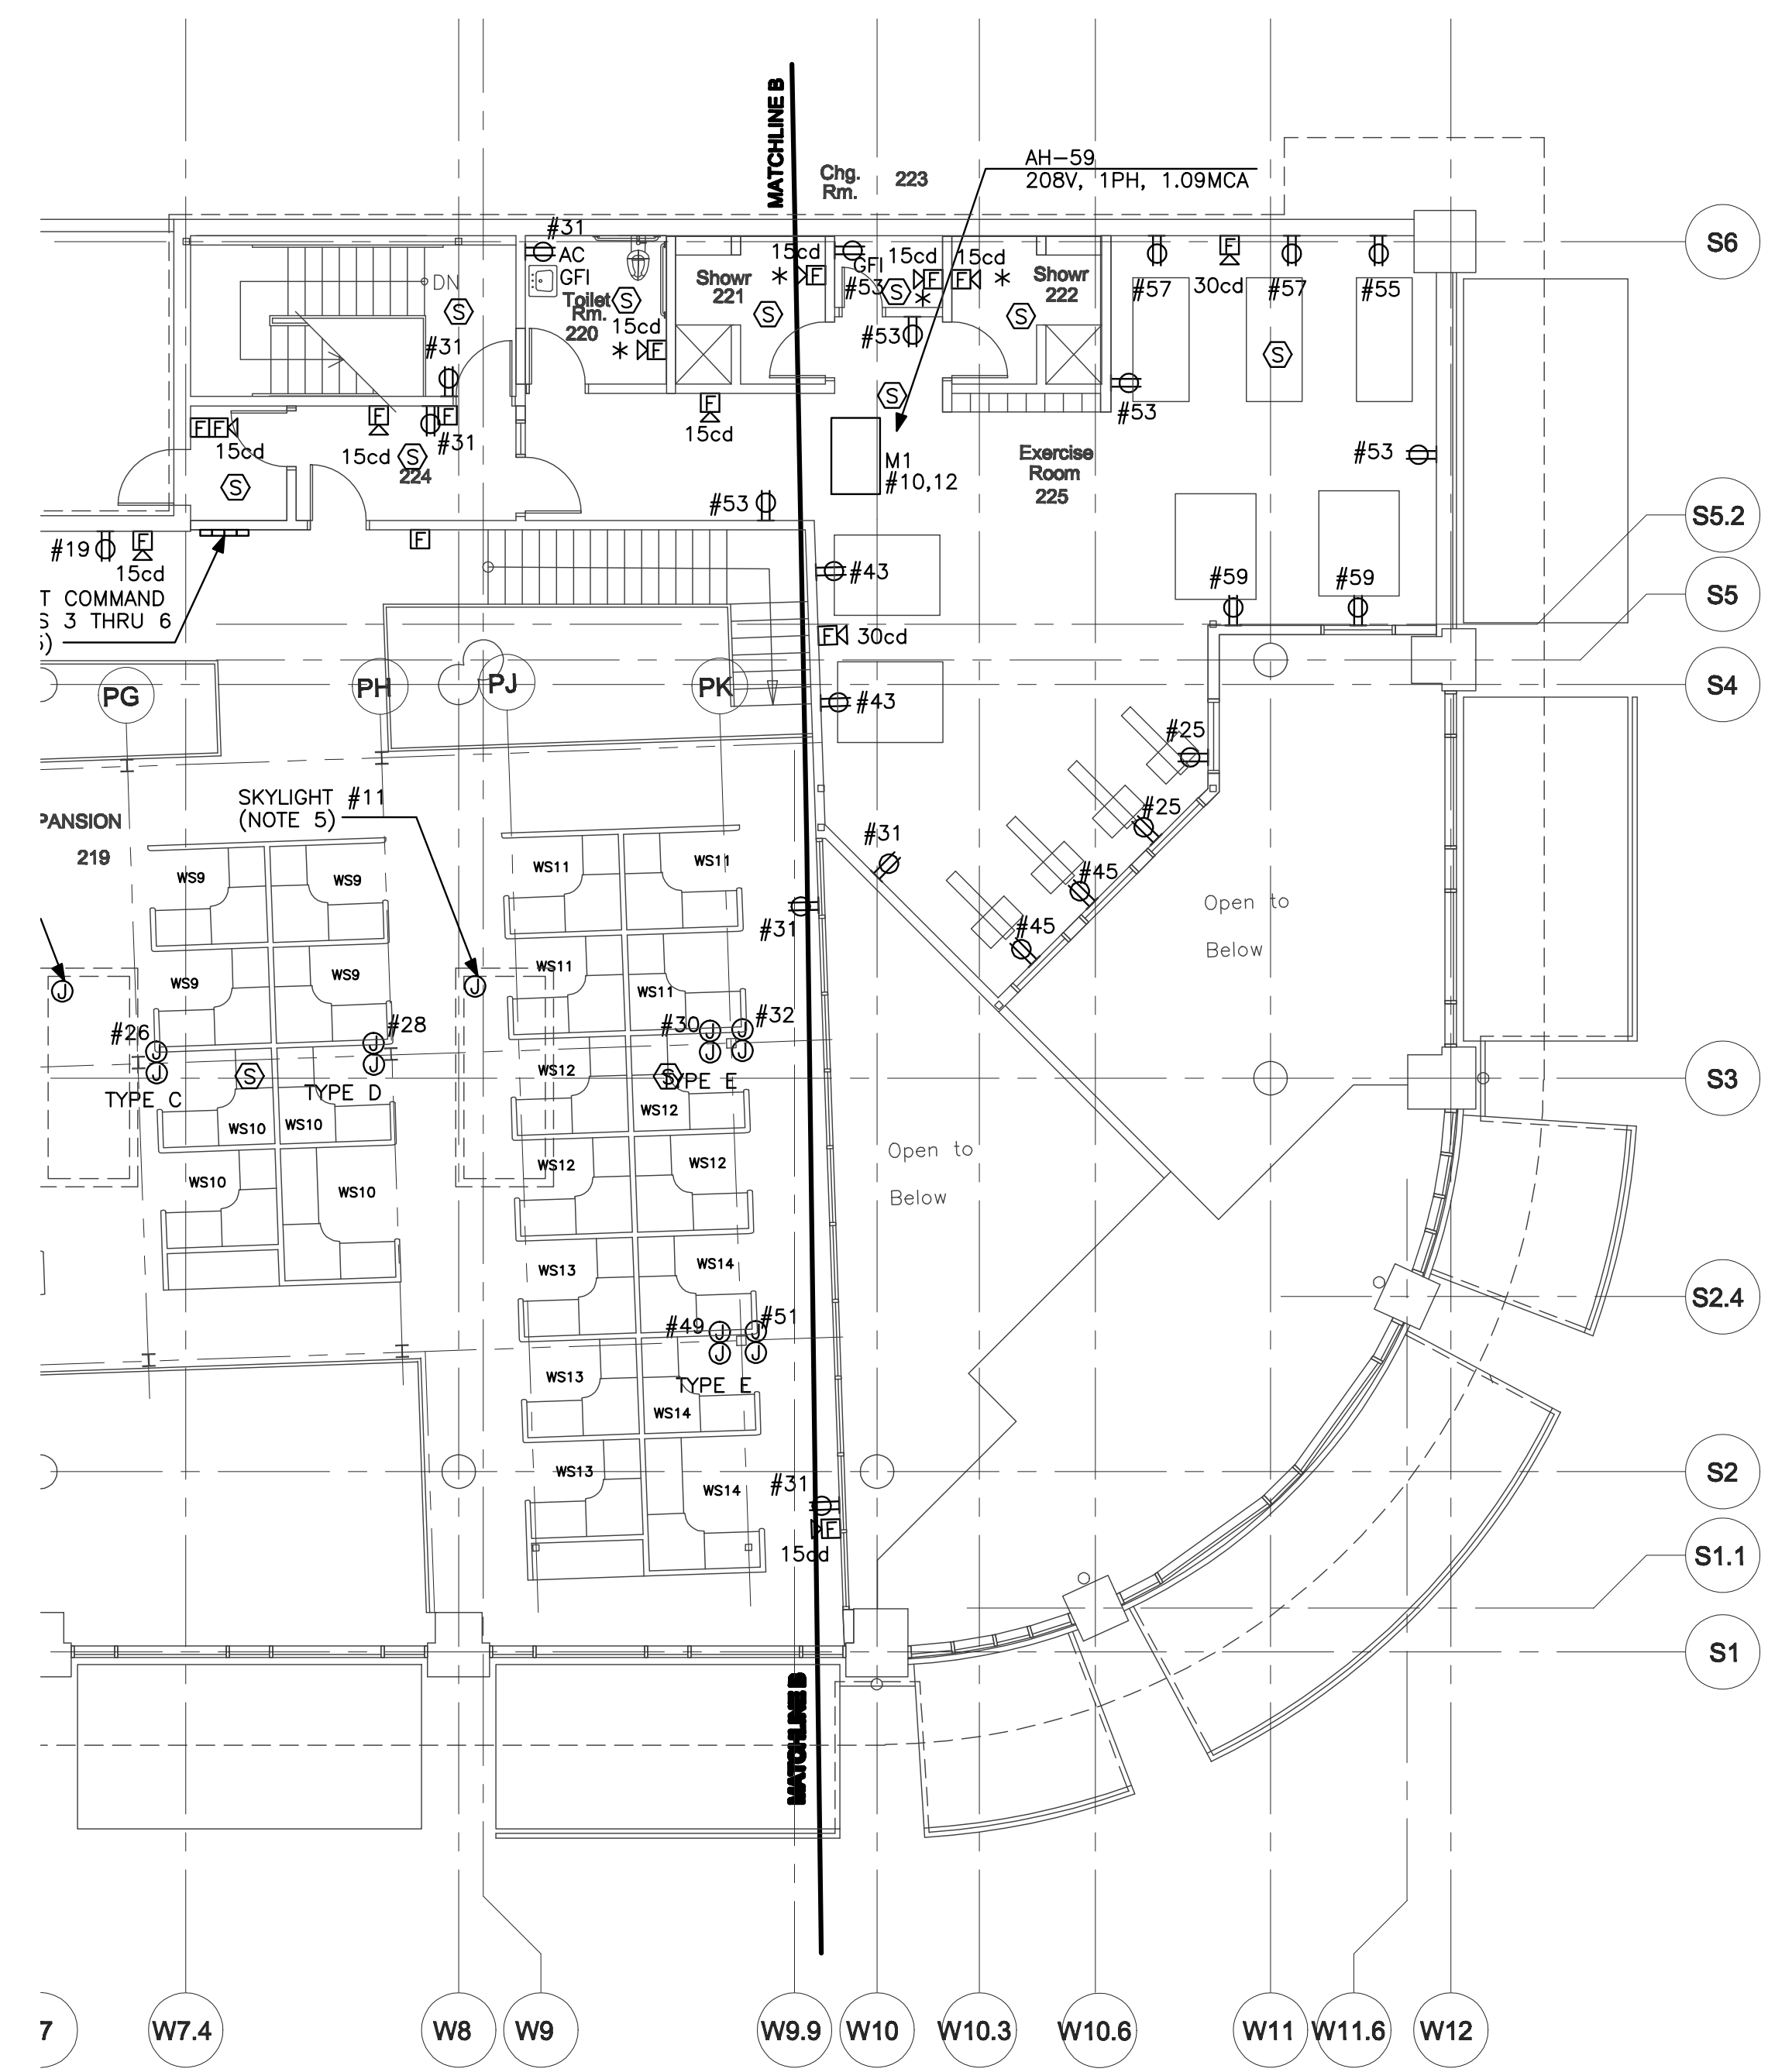 MATCHLINE B
Chg.
Rm.
223
AH-59
208V, 1PH, 1.09MCA
S6
#31
AC
GFI
Toilet
Rm.
220
15cd
*
F
S
DN
S
#31
Showr
221
15cd
*
F
S
GFI
#53
15cd
F
S
*
#53
15cd
F
*
Showr
222
S
#57
30cd
F
#57
#55
S
#53
#53
S
F
15cd
F
F
15cd
F
15cd
S
224
F
#31
S
M1
#10,12
Exercise
Room
225
#53
S5.2
#19
F
15cd
F
T COMMAND
S 3 THRU 6
5)
#43
#59
#59
S5
F
30cd
PG
PH
PJ
PK
#43
S4
#25
SKYLIGHT #11
(NOTE 5)
PANSION
219
#25
#31
#45
#45
#31
WS9
WS9
WS11
WS11
WS9
WS9
WS11
WS11
Open to
Below
J
J
#26
J
J
TYPE C
#28
J
J
TYPE D
S
#30
J
J
#32
J
J
S
TYPE E
S3
WS10
WS10
WS12
WS12
WS10
WS10
WS12
WS12
Open to
Below
WS13
WS14
S2.4
#49
J
J
#51
J
J
TYPE E
WS13
WS14
WS13
WS14
#31
F
15cd
S2
S1.1
S1
MATCHLINE B
7
W7.4
W8
W9
W9.9
W10
W10.3
W10.6
W11
W11.6
W12